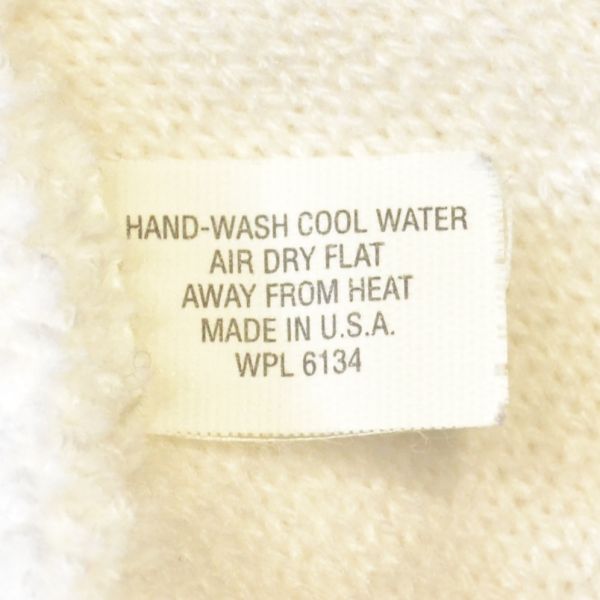 HAND-WASH COOL WATER
AIR DRY FLAT
AWAY FROM HEAT
MADE IN U.S.A.
WPL 6134